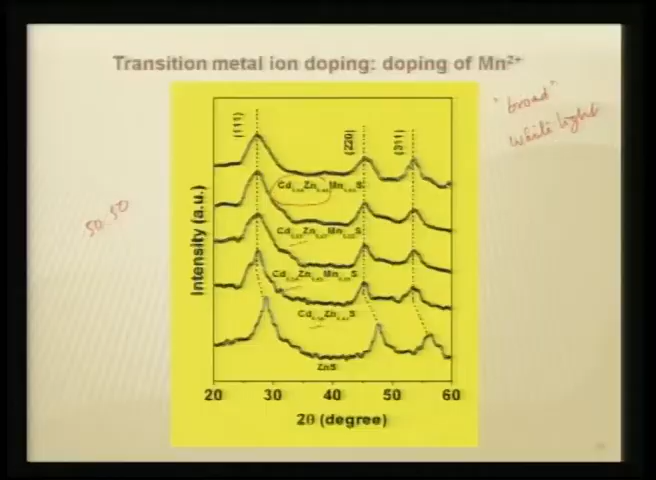 Transition metal ion doping: doping of Mn²⁺
"broad"
white light
50:50
(111)
(220)
(311)
Intensity (a.u.)
ZnS
20 30 40 50 60
2θ (degree)